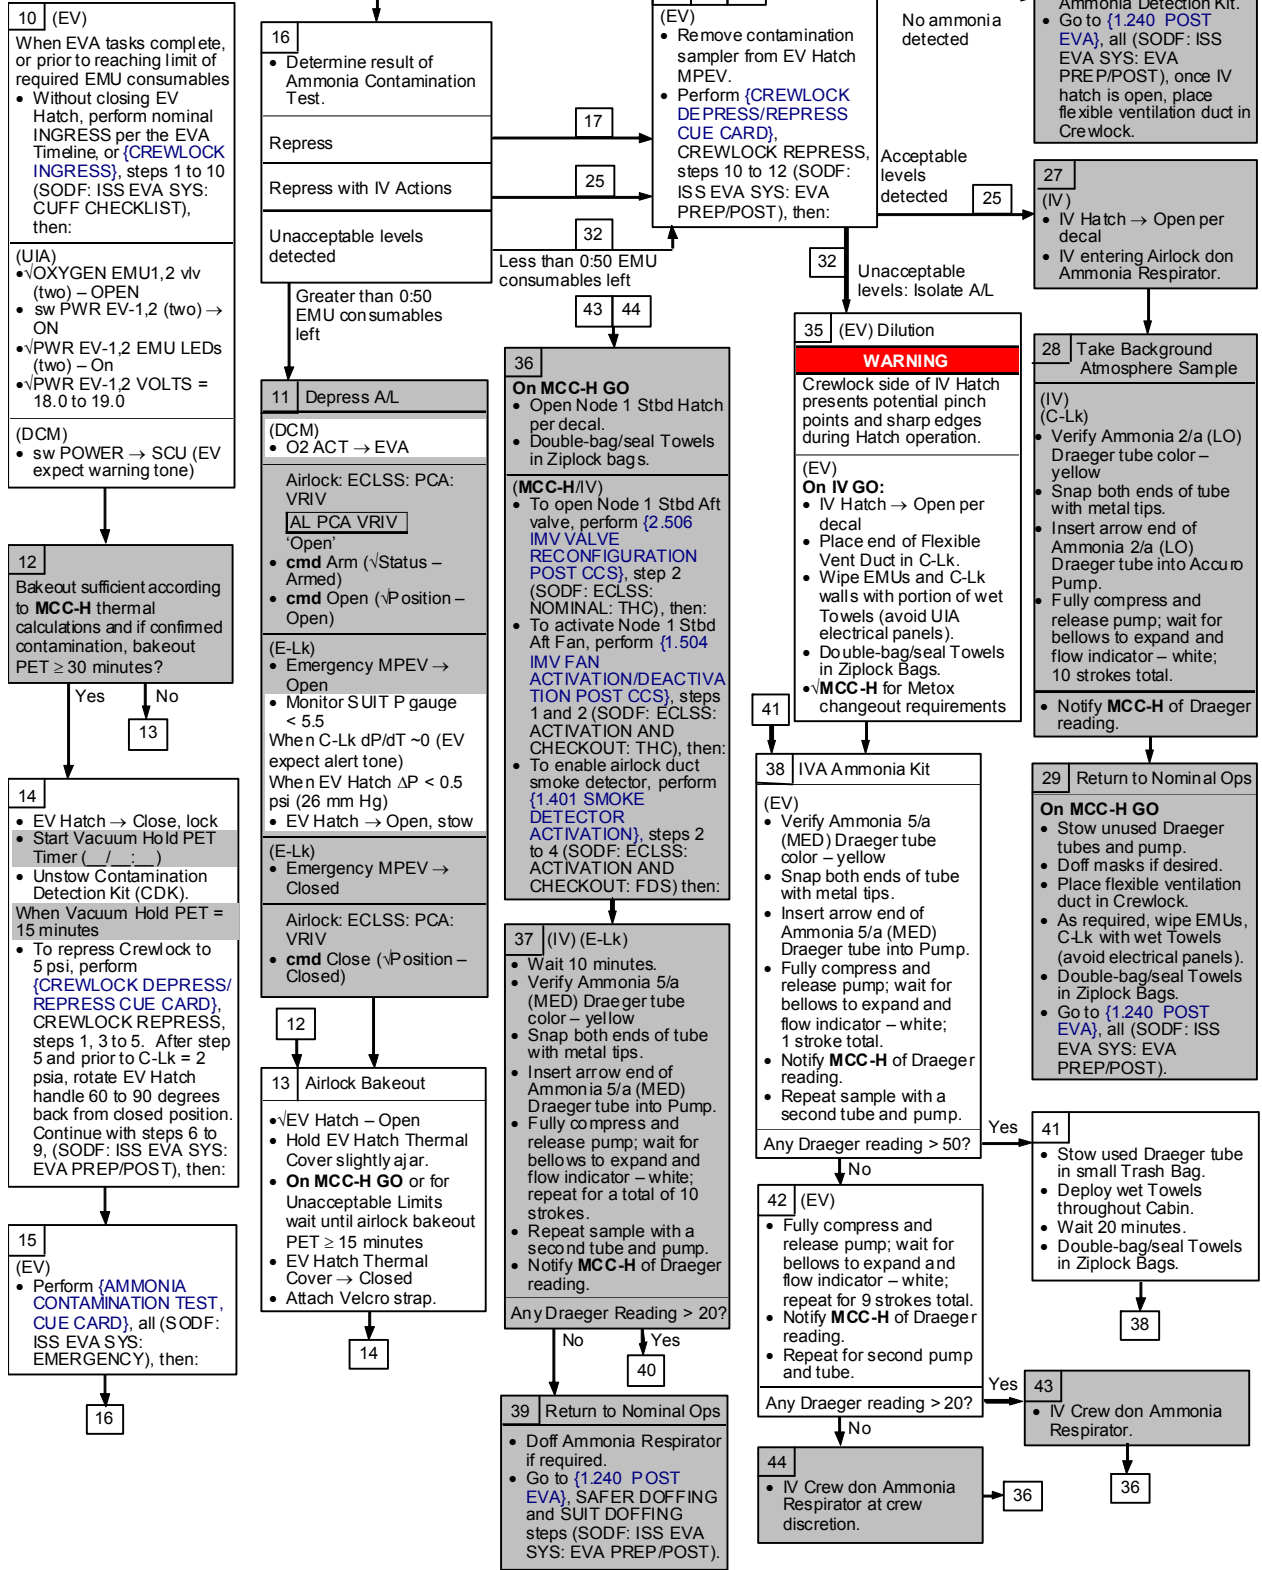 10 (EV)
When EVA tasks complete,
or prior to reaching limit of
required EMU consumables
• Without closing EV
Hatch, perform nominal
INGRESS per the EVA
Timeline, or {CREWLOCK
INGRESS}, steps 1 to 10
(SODF: ISS EVA SYS:
CUFF CHECKLIST),
then:
(UIA)
• √OXYGEN EMU1,2 vlv
(two) – OPEN
• sw PWR EV-1,2 (two) →
ON
• √PWR EV-1,2 EMU LEDs
(two) – On
• √PWR EV-1,2 VOLTS =
18.0 to 19.0
(DCM)
• sw POWER → SCU (EV
expect warning tone)
12
Bakeout sufficient according
to MCC-H thermal
calculations and if confirmed
contamination, bakeout
PET ≥ 30 minutes?
Yes
No
13
14
• EV Hatch → Close, lock
• Start Vacuum Hold PET
Timer (__/__:__)
• Unstow Contamination
Detection Kit (CDK).
When Vacuum Hold PET =
15 minutes
• To repress Crewlock to
5 psi, perform
{CREWLOCK DEPRESS/
REPRESS CUE CARD},
CREWLOCK REPRESS,
steps 1, 3 to 5. After step
5 and prior to C-Lk = 2
psia, rotate EV Hatch
handle 60 to 90 degrees
back from closed position.
Continue with steps 6 to
9, (SODF: ISS EVA SYS:
EVA PREP/POST), then:
15
(EV)
• Perform {AMMONIA
CONTAMINATION TEST,
CUE CARD}, all (SODF:
ISS EVA SYS:
EMERGENCY), then:
16
16
• Determine result of
Ammonia Contamination
Test.
Repress
17
Repress with IV Actions
25
Unacceptable levels
detected
32
Less than 0:50 EMU
consumables left
Greater than 0:50
EMU consumables
left
11 Depress A/L
(DCM)
• O2 ACT → EVA
Airlock: ECLSS: PCA:
VRIV
AL PCA VRIV
‘Open’
• cmd Arm (√Status –
Armed)
• cmd Open (√Position –
Open)
(E-Lk)
• Emergency MPEV →
Open
• Monitor SUIT P gauge
< 5.5
When C-Lk dP/dT ~0 (EV
expect alert tone)
When EV Hatch ΔP < 0.5
psi (26 mm Hg)
• EV Hatch → Open, stow
(E-Lk)
• Emergency MPEV →
Closed
Airlock: ECLSS: PCA:
VRIV
• cmd Close (√Position –
Closed)
12
13 Airlock Bakeout
• √EV Hatch – Open
• Hold EV Hatch Thermal
Cover slightly ajar.
• On MCC-H GO or for
Unacceptable Limits
wait until airlock bakeout
PET ≥ 15 minutes
• EV Hatch Thermal
Cover → Closed
• Attach Velcro strap.
14
(EV)
• Remove contamination
sampler from EV Hatch
MPEV.
• Perform {CREWLOCK
DEPRESS/REPRESS
CUE CARD},
CREWLOCK REPRESS,
steps 10 to 12 (SODF:
ISS EVA SYS: EVA
PREP/POST), then:
No ammonia
detected
Acceptable
levels
detected
25
32
Unacceptable
levels: Isolate A/L
43 44
36
On MCC-H GO
• Open Node 1 Stbd Hatch
per decal.
• Double-bag/seal Towels
in Ziplock bags.
(MCC-H/IV)
• To open Node 1 Stbd Aft
valve, perform {2.506
IMV VALVE
RECONFIGURATION
POST CCS}, step 2
(SODF: ECLSS:
NOMINAL: THC), then:
• To activate Node 1 Stbd
Aft Fan, perform {1.504
IMV FAN
ACTIVATION/DEACTIVA
TION POST CCS}, steps
1 and 2 (SODF: ECLSS:
ACTIVATION AND
CHECKOUT: THC), then:
• To enable airlock duct
smoke detector, perform
{1.401 SMOKE
DETECTOR
ACTIVATION}, steps 2
to 4 (SODF: ECLSS:
ACTIVATION AND
CHECKOUT: FDS) then:
37 (IV) (E-Lk)
• Wait 10 minutes.
• Verify Ammonia 5/a
(MED) Draeger tube
color – yellow
• Snap both ends of tube
with metal tips.
• Insert arrow end of
Ammonia 5/a (MED)
Draeger tube into Pump.
• Fully compress and
release pump; wait for
bellows to expand and
flow indicator – white;
repeat for a total of 10
strokes.
• Repeat sample with a
second tube and pump.
• Notify MCC-H of Draeger
reading.
Any Draeger Reading > 20?
No
Yes
40
39 Return to Nominal Ops
• Doff Ammonia Respirator
if required.
• Go to {1.240 POST
EVA}, SAFER DOFFING
and SUIT DOFFING
steps (SODF: ISS EVA
SYS: EVA PREP/POST).
35 (EV) Dilution
WARNING
Crewlock side of IV Hatch
presents potential pinch
points and sharp edges
during Hatch operation.
(EV)
On IV GO:
• IV Hatch → Open per
decal
• Place end of Flexible
Vent Duct in C-Lk.
• Wipe EMUs and C-Lk
walls with portion of wet
Towels (avoid UIA
electrical panels).
• Double-bag/seal Towels
in Ziplock Bags.
• √MCC-H for Metox
changeout requirements
41
38 IVA Ammonia Kit
(EV)
• Verify Ammonia 5/a
(MED) Draeger tube
color – yellow
• Snap both ends of tube
with metal tips.
• Insert arrow end of
Ammonia 5/a (MED)
Draeger tube into Pump.
• Fully compress and
release pump; wait for
bellows to expand and
flow indicator – white;
1 stroke total.
• Notify MCC-H of Draeger
reading.
• Repeat sample with a
second tube and pump.
Any Draeger reading > 50?
Yes
No
42 (EV)
• Fully compress and
release pump; wait for
bellows to expand and
flow indicator – white;
repeat for 9 strokes total.
• Notify MCC-H of Draeger
reading.
• Repeat for second pump
and tube.
Any Draeger reading > 20?
Yes
No
44
• IV Crew don Ammonia
Respirator at crew
discretion.
36
Ammonia Detection Kit.
• Go to {1.240 POST
EVA}, all (SODF: ISS
EVA SYS: EVA
PREP/POST), once IV
hatch is open, place
flexible ventilation duct in
Crewlock.
27
(IV)
• IV Hatch → Open per
decal
• IV entering Airlock don
Ammonia Respirator.
28 Take Background
Atmosphere Sample
(IV)
(C-Lk)
• Verify Ammonia 2/a (LO)
Draeger tube color –
yellow
• Snap both ends of tube
with metal tips.
• Insert arrow end of
Ammonia 2/a (LO)
Draeger tube into Accuro
Pump.
• Fully compress and
release pump; wait for
bellows to expand and
flow indicator – white;
10 strokes total.
• Notify MCC-H of Draeger
reading.
29 Return to Nominal Ops
On MCC-H GO
• Stow unused Draeger
tubes and pump.
• Doff masks if desired.
• Place flexible ventilation
duct in Crewlock.
• As required, wipe EMUs,
C-Lk with wet Towels
(avoid electrical panels).
• Double-bag/seal Towels
in Ziplock Bags.
• Go to {1.240 POST
EVA}, all (SODF: ISS
EVA SYS: EVA
PREP/POST).
41
• Stow used Draeger tube
in small Trash Bag.
• Deploy wet Towels
throughout Cabin.
• Wait 20 minutes.
• Double-bag/seal Towels
in Ziplock Bags.
38
43
• IV Crew don Ammonia
Respirator.
36